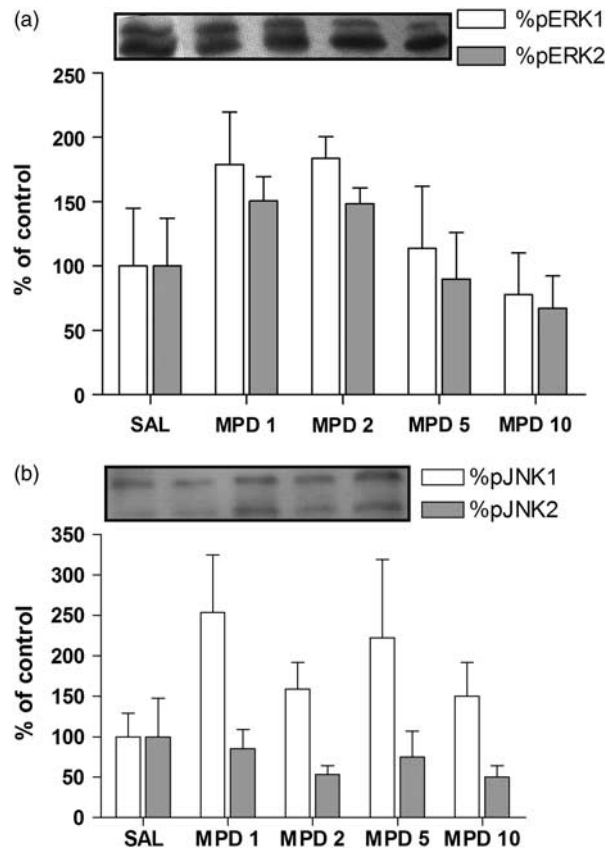 (a)
%pERK1
%pERK2
% of control
250
200
150
100
50
0
SAL MPD 1 MPD 2 MPD 5 MPD 10
(b)
%pJNK1
%pJNK2
% of control
350
300
250
200
150
100
50
0
SAL MPD 1 MPD 2 MPD 5 MPD 10